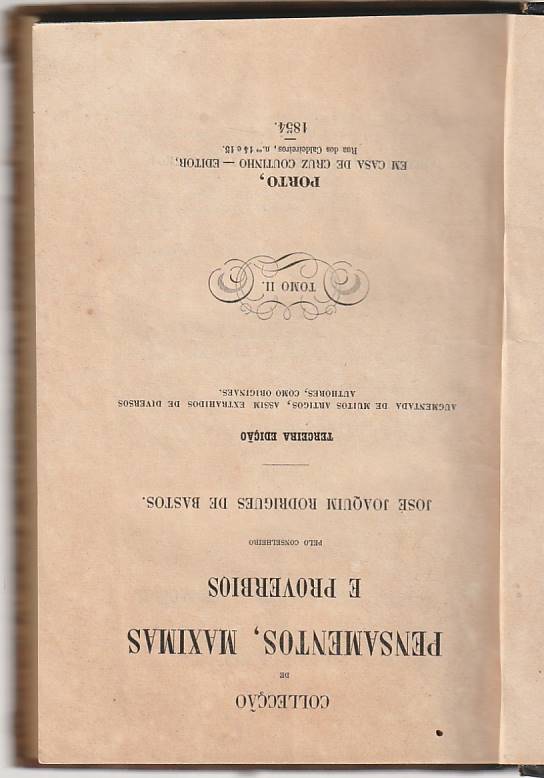 COLLECÇÃO
DE
PENSAMENTOS, MAXIMAS
E PROVERBIOS
PELO CONSELHEIRO
JOSÉ JOAQUIM RODRIGUES DE BASTOS.
TERCEIRA EDIÇÃO
AUGMENTADA DE MUITOS ARTIGOS, ASSIM EXTRAHIDOS DE DIVERSOS
AUTHORES, COMO ORIGINAES.
TOMO II.
PORTO,
EM CASA DE CRUZ COUTINHO — EDITOR,
Rua dos Caldeireiros, n.os 14 e 15.
1854.